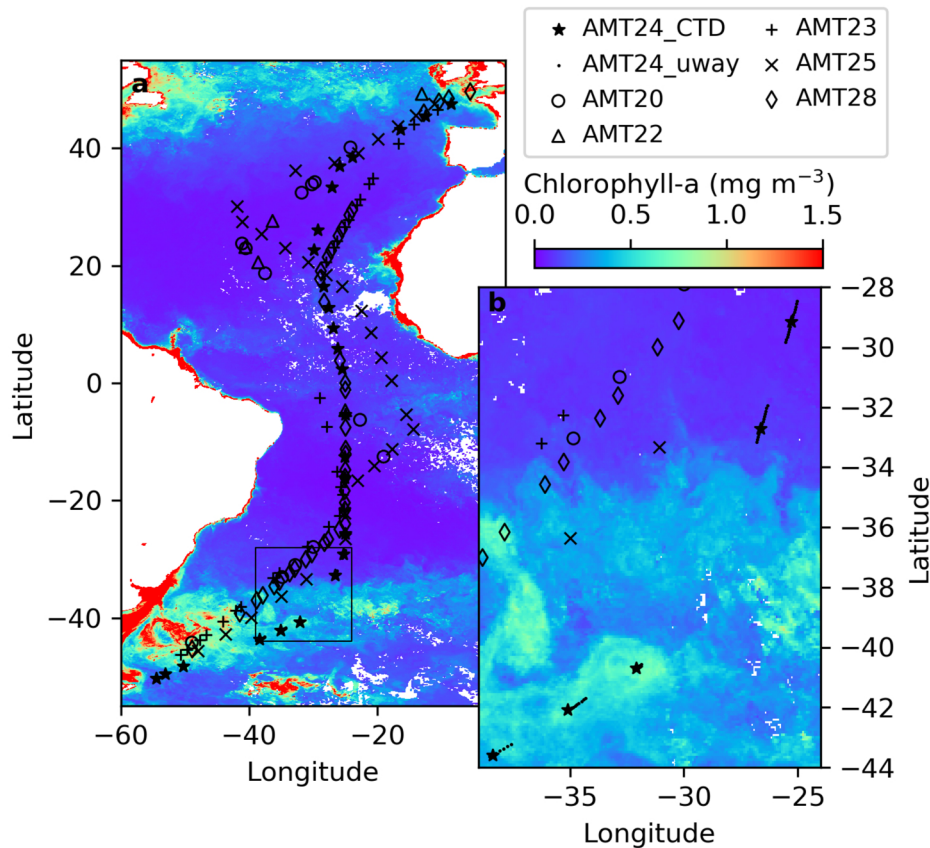 AMT24_CTD
AMT24_uway
AMT20
AMT22
AMT23
AMT25
AMT28
Chlorophyll-a (mg m⁻³)
0.0 0.5 1.0 1.5
a
40
20
0
−20
−40
Latitude
−60 −40 −20
Longitude
b
−28
−30
−32
−34
−36
−38
−40
−42
−44
Latitude
−35 −30 −25
Longitude